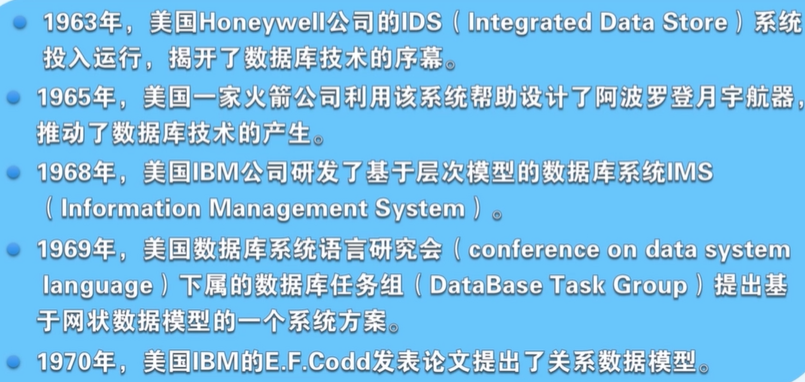 1963年，美国Honeywell公司的IDS（Integrated Data Store）系统
投入运行，揭开了数据库技术的序幕。
1965年，美国一家火箭公司利用该系统帮助设计了阿波罗登月宇航器，
推动了数据库技术的产生。
1968年，美国IBM公司研发了基于层次模型的数据库系统IMS
（Information Management System）。
1969年，美国数据库系统语言研究会（conference on data system
language）下属的数据库任务组（DataBase Task Group）提出基
于网状数据模型的一个系统方案。
1970年，美国IBM的E.F.Codd发表论文提出了关系数据模型。